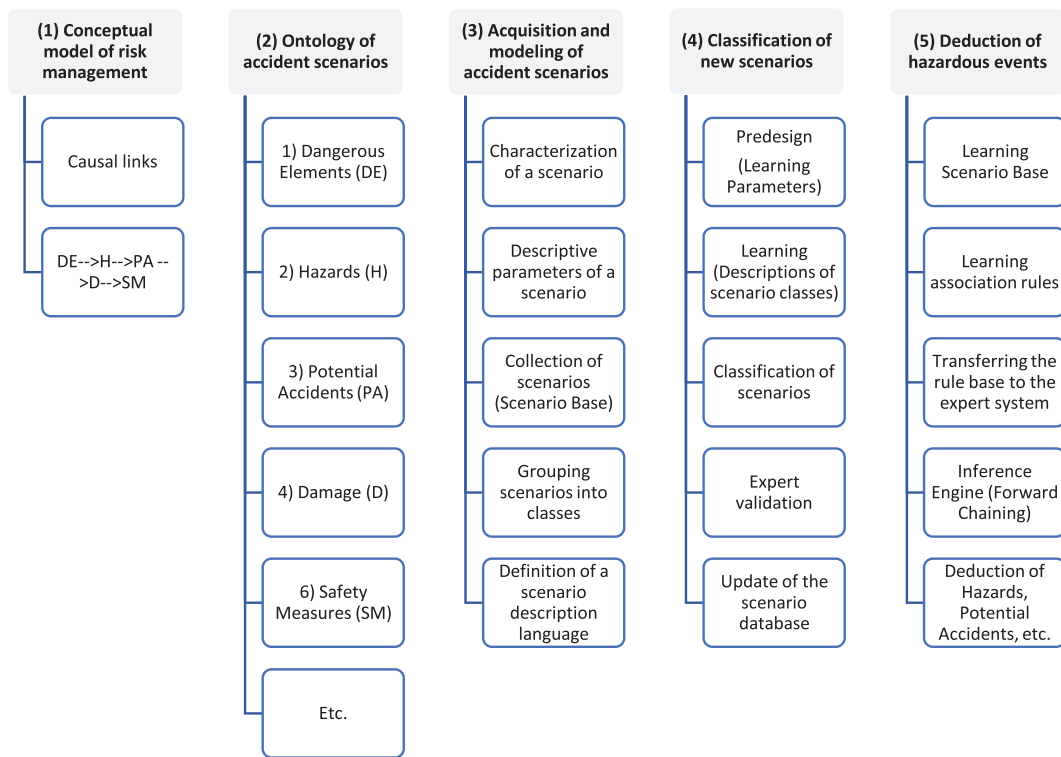 (1) Conceptual
model of risk
management
Causal links
DE-->H-->PA --
>D-->SM
(2) Ontology of
accident scenarios
1) Dangerous
Elements (DE)
2) Hazards (H)
3) Potential
Accidents (PA)
4) Damage (D)
6) Safety
Measures (SM)
Etc.
(3) Acquisition and
modeling of
accident scenarios
Characterization
of a scenario
Descriptive
parameters of a
scenario
Collection of
scenarios
(Scenario Base)
Grouping
scenarios into
classes
Definition of a
scenario
description
language
(4) Classification of
new scenarios
Predesign
(Learning
Parameters)
Learning
(Descriptions of
scenario classes)
Classification of
scenarios
Expert
validation
Update of the
scenario
database
(5) Deduction of
hazardous events
Learning
Scenario Base
Learning
association rules
Transferring the
rule base to the
expert system
Inference
Engine (Forward
Chaining)
Deduction of
Hazards,
Potential
Accidents, etc.